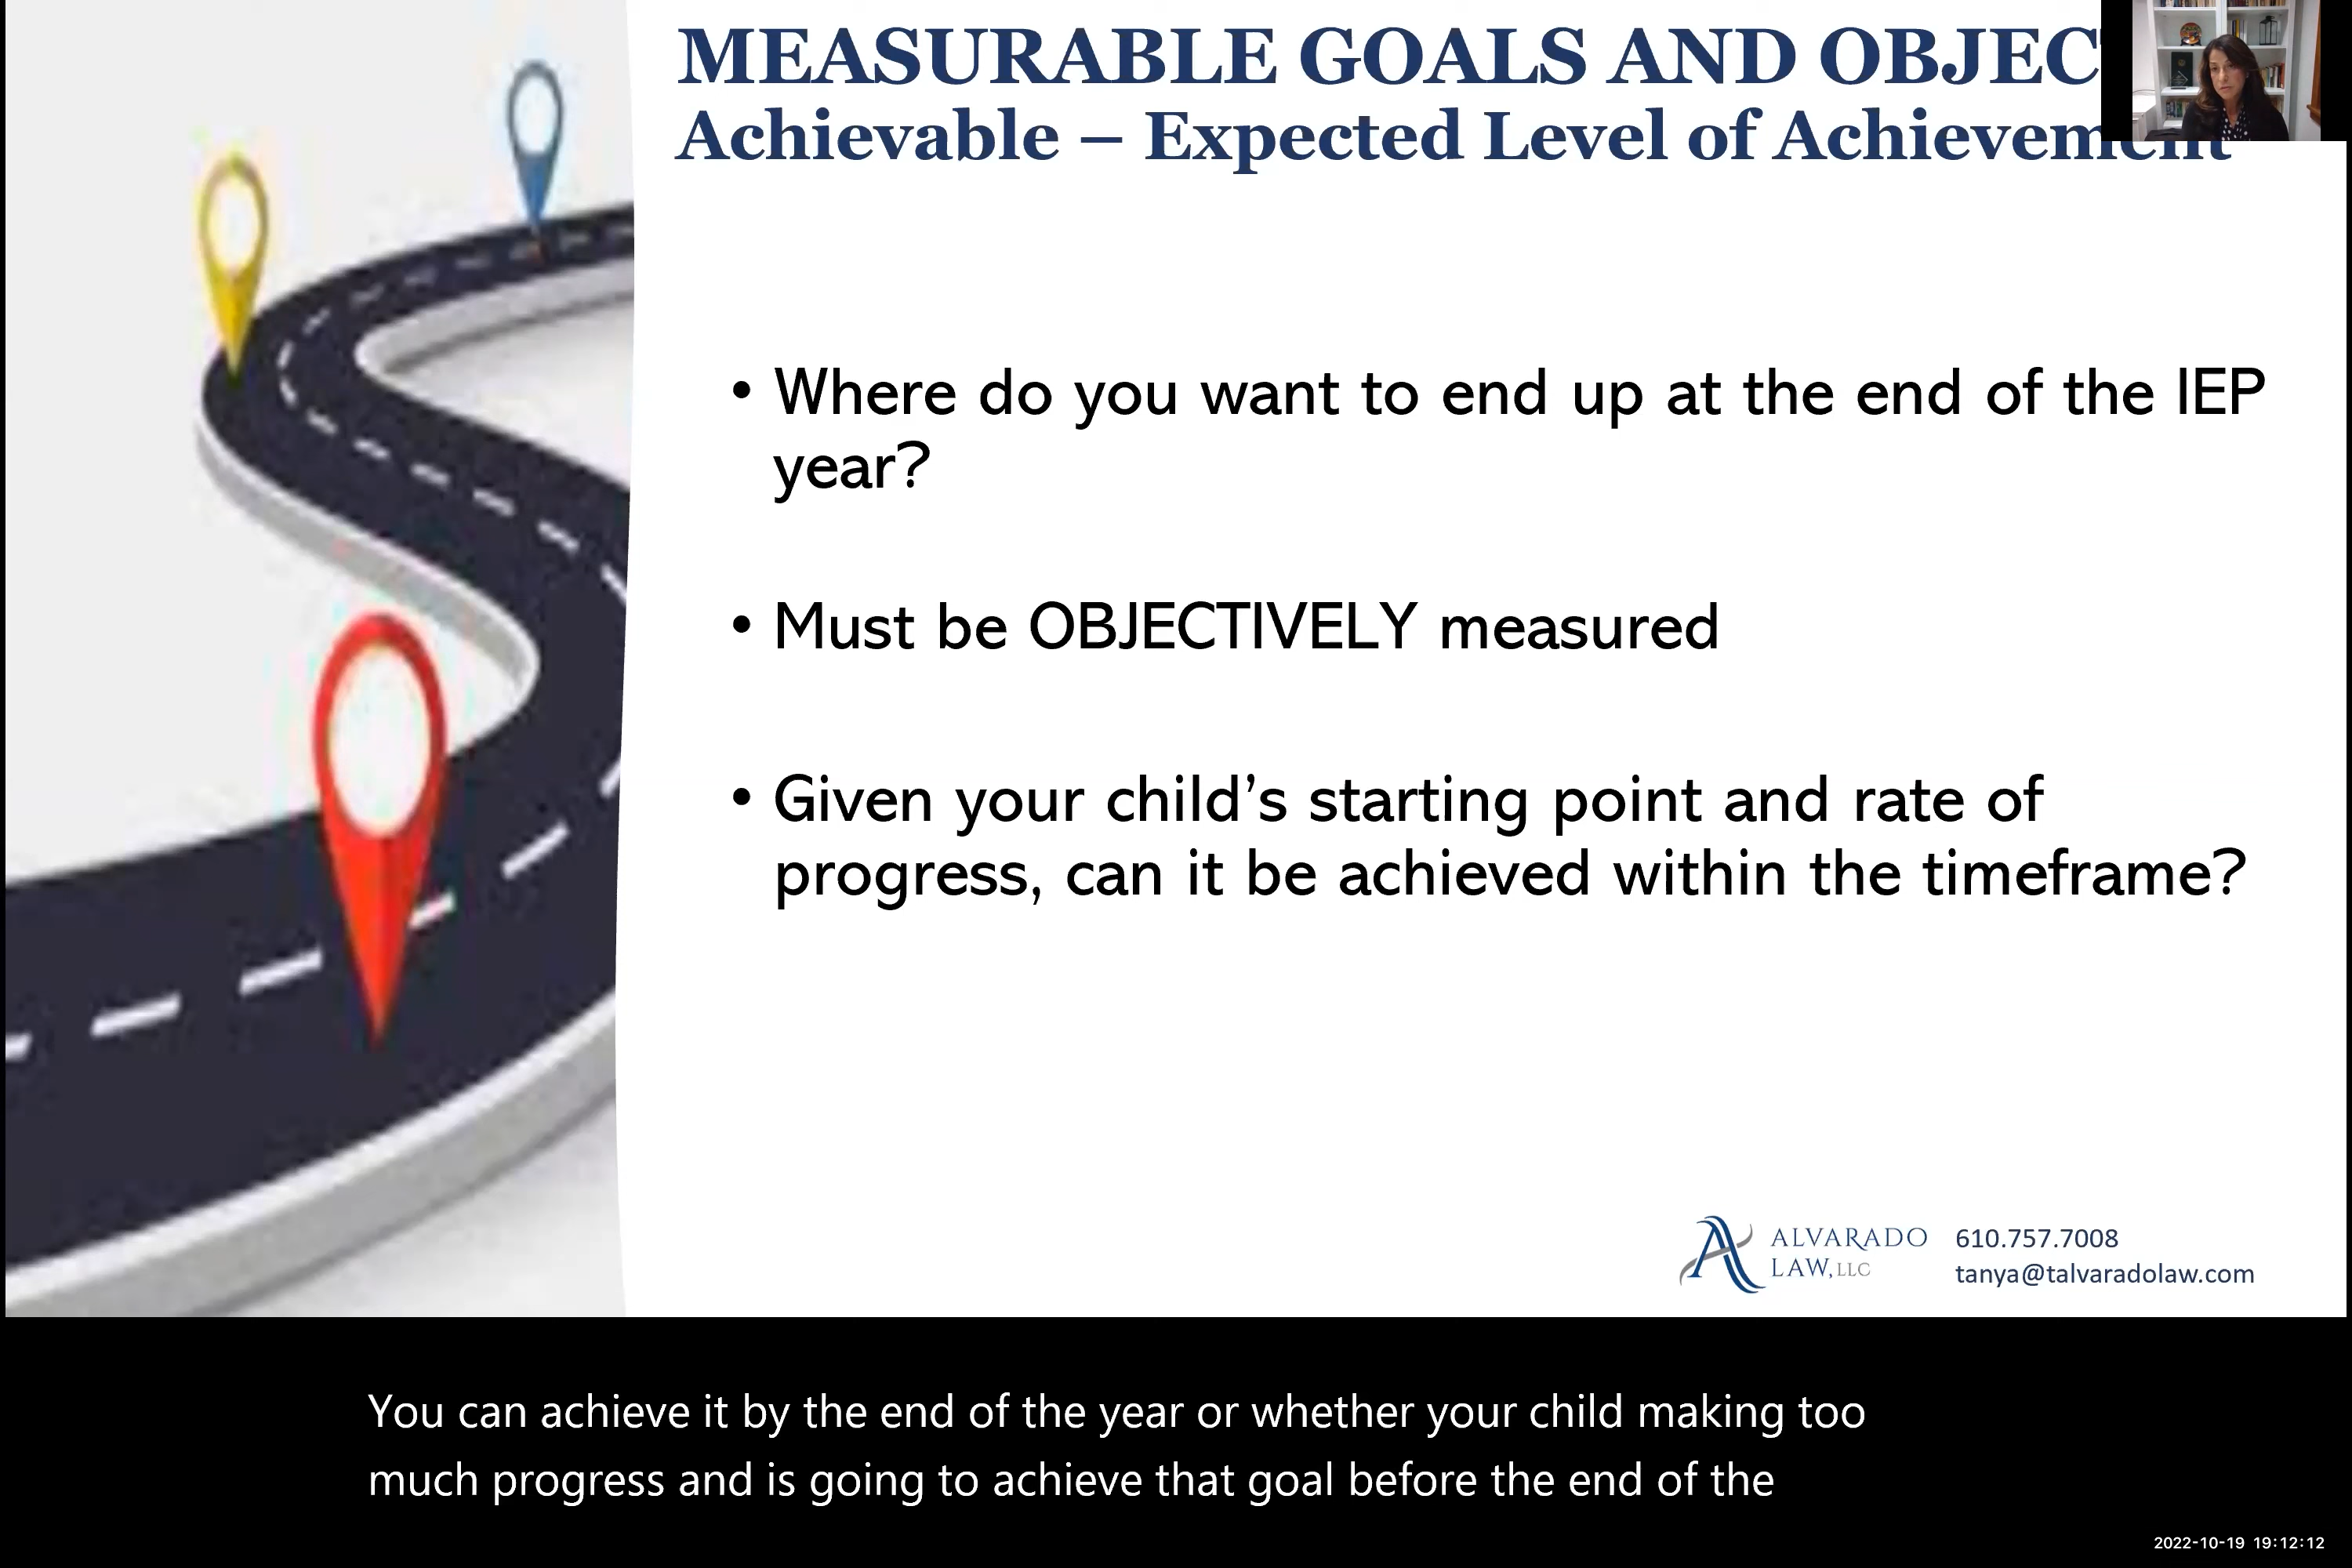 MEASURABLE GOALS AND OBJEC
Achievable – Expected Level of Achievement
• Where do you want to end up at the end of the IEP
year?
• Must be OBJECTIVELY measured
• Given your child's starting point and rate of
progress, can it be achieved within the timeframe?
ALVARADO
LAW, LLC
610.757.7008
tanya@talvaradolaw.com
You can achieve it by the end of the year or whether your child making too
much progress and is going to achieve that goal before the end of the
2022-10-19 19:12:12